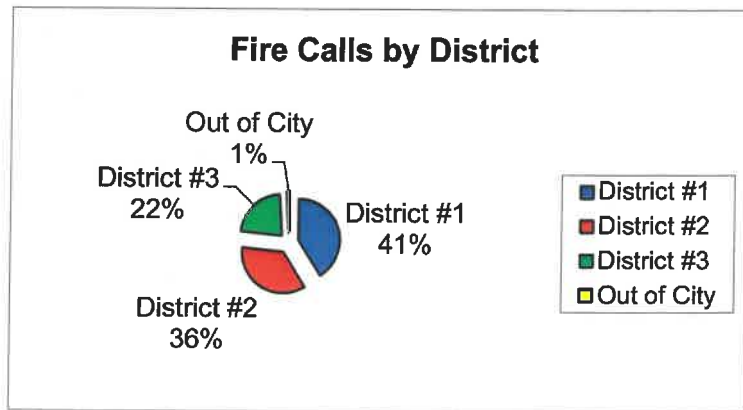 Fire Calls by District
Out of City
1%
District #3
22%
District #1
41%
District #2
36%
District #1
District #2
District #3
Out of City